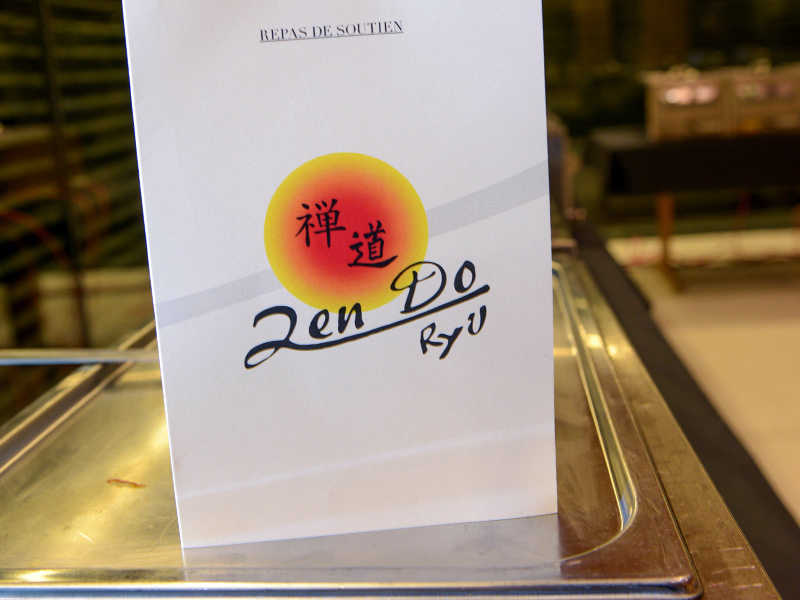 REPAS DE SOUTIEN
禅道
Zen Do
Ryu